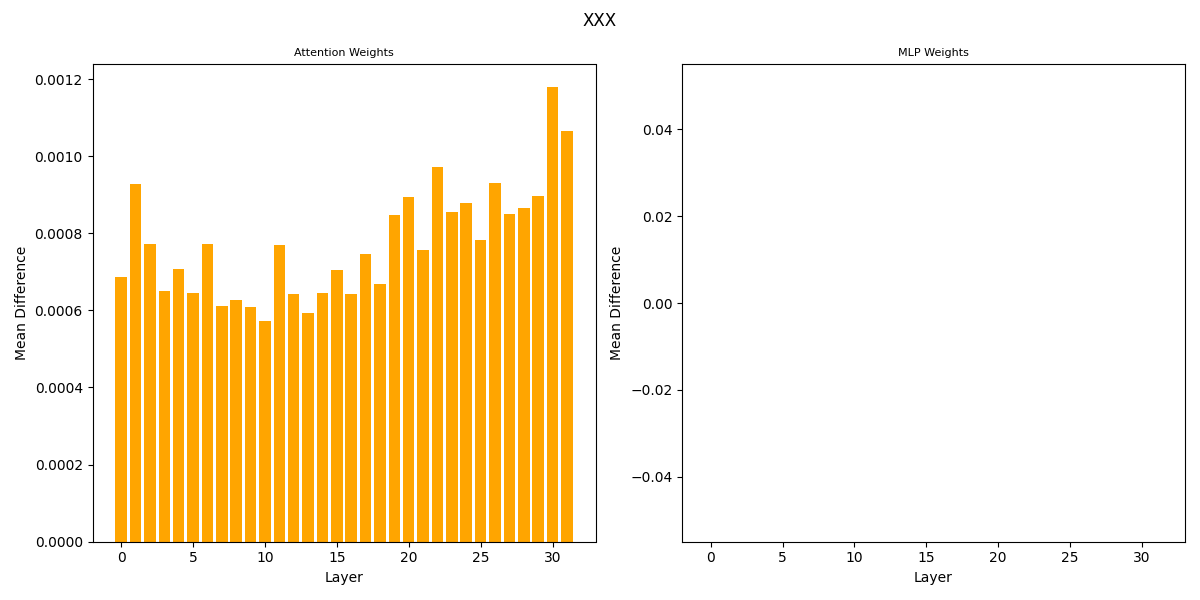 XXX
Attention Weights
Mean Difference
0.0012
0.0010
0.0008
0.0006
0.0004
0.0002
0.0000
0 5 10 15 20 25 30
Layer
MLP Weights
Mean Difference
0.04
0.02
0.00
−0.02
−0.04
0 5 10 15 20 25 30
Layer